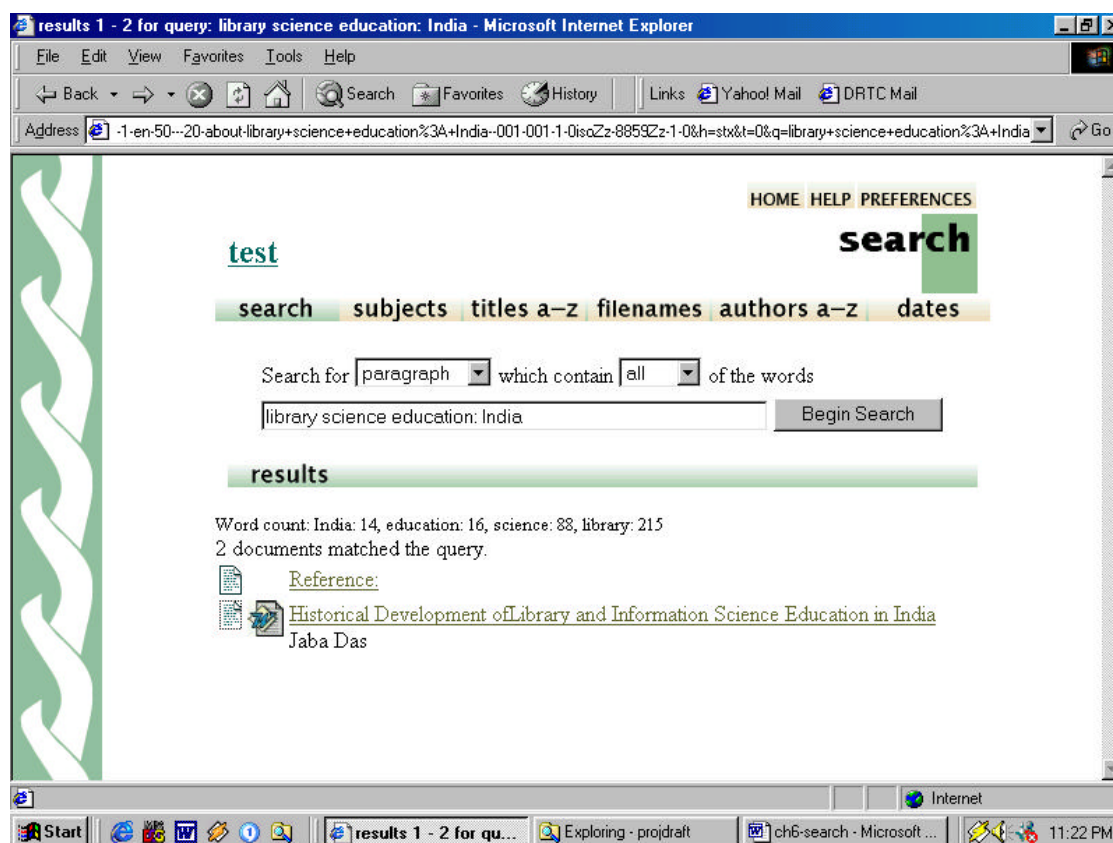 results 1 - 2 for query: library science education: India - Microsoft Internet Explorer
File Edit View Favorites Tools Help
Back Search Favorites History Links Yahoo! Mail DRTC Mail
Address -1-en-50---20-about-library+science+education%3A+India--001-001-1-0isoZz-8859Zz-1-0&h=stx&t=0&q=library+science+education%3A+India Go
HOME HELP PREFERENCES
search
test
search subjects titles a–z filenames authors a–z dates
Search for paragraph which contain all of the words
library science education: India Begin Search
results
Word count: India: 14, education: 16, science: 88, library: 215
2 documents matched the query.
Reference:
Historical Development ofLibrary and Information Science Education in India
Jaba Das
Internet
Start results 1 - 2 for qu... Exploring - projdraft ch6-search - Microsoft ... 11:22 PM